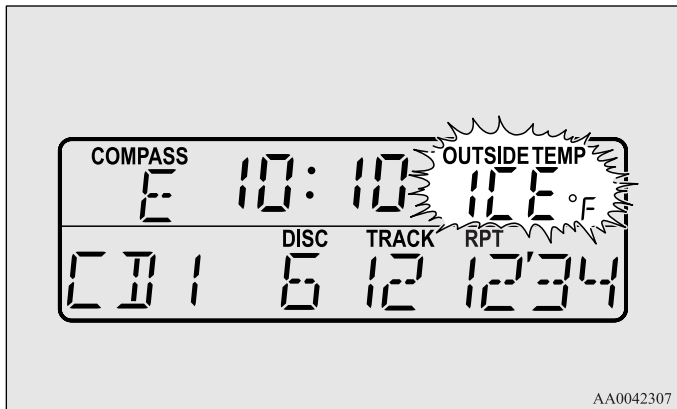 COMPASS OUTSIDE TEMP
E 10:10 ICE °F
DISC TRACK RPT
CD1 6 12 12'34
AA0042307